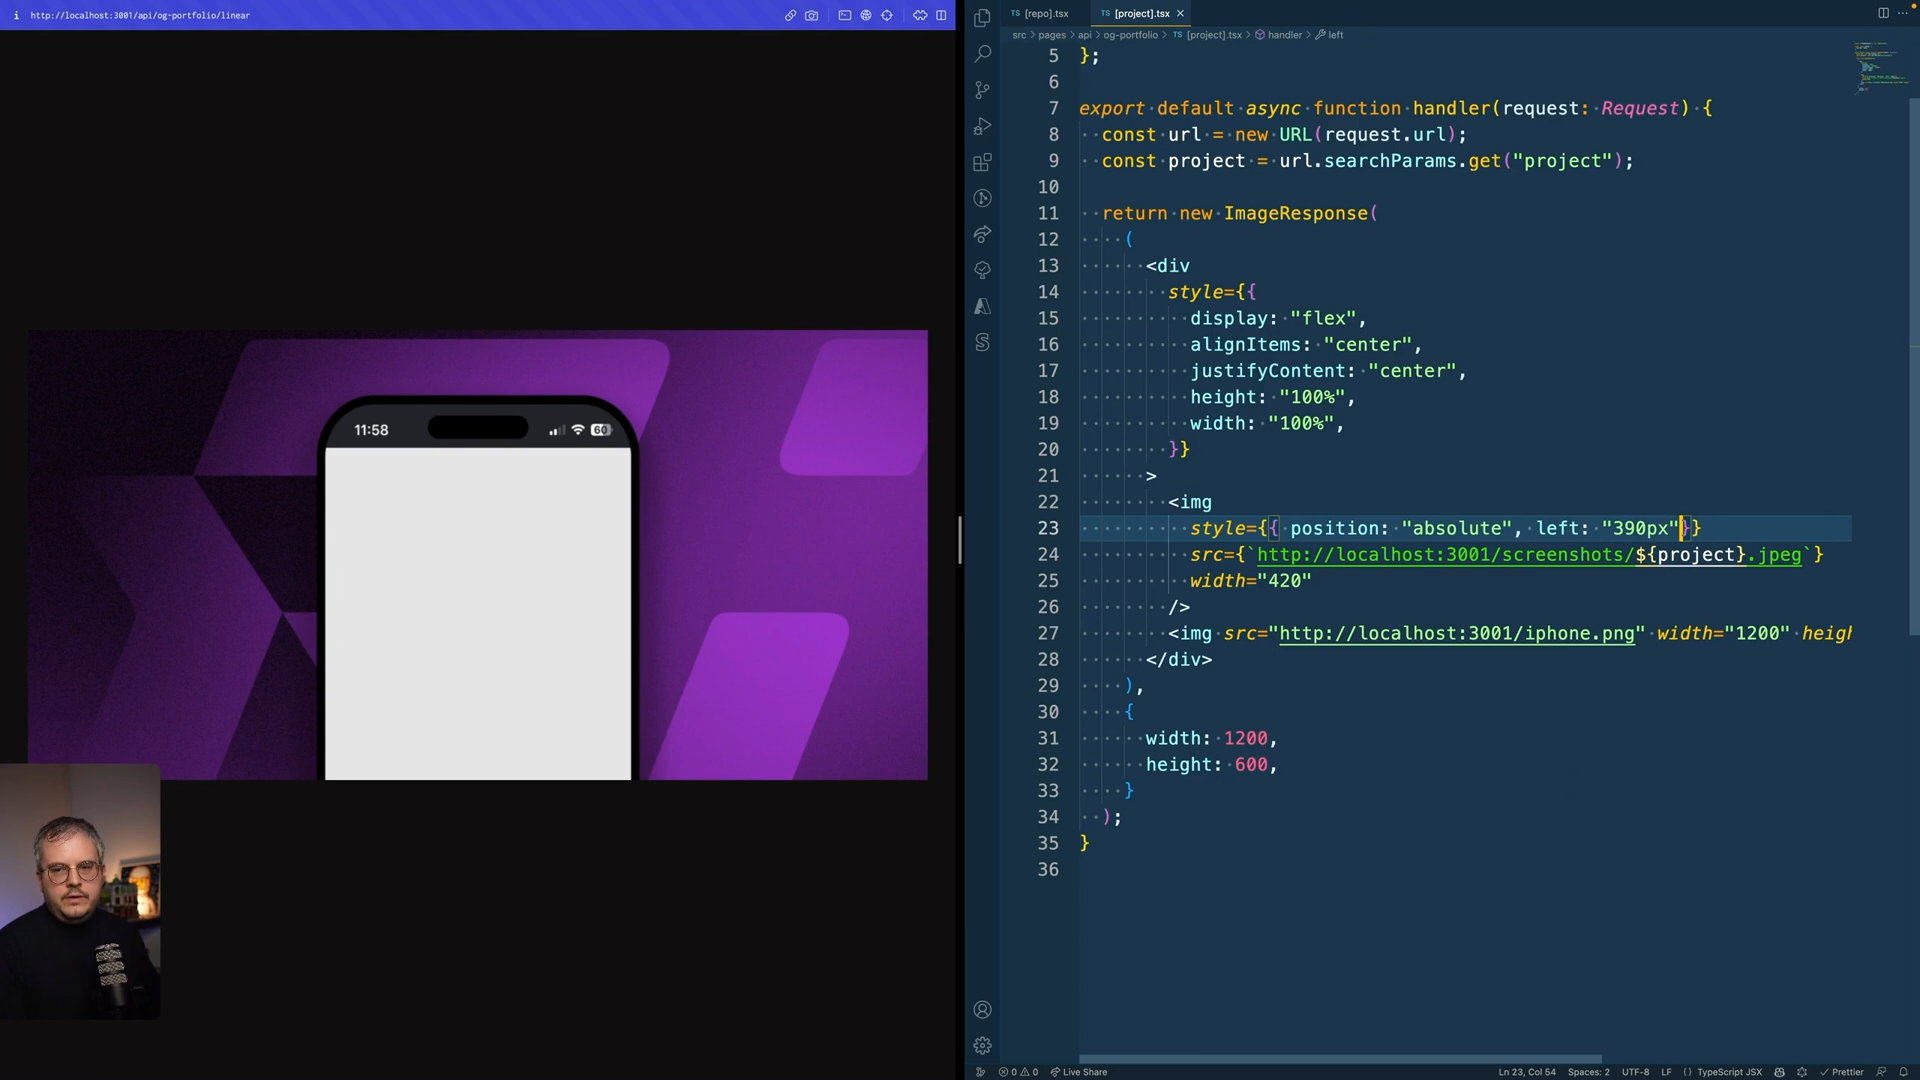 http://localhost:3001/api/og-portfolio/linear
11:58
60
TS [repo].tsx
TS [project].tsx
src > pages > api > og-portfolio > TS [project].tsx > handler > left
5 };
6
7 export default async function handler(request: Request) {
8 const url = new URL(request.url);
9 const project = url.searchParams.get("project");
10
11 return new ImageResponse(
12 (
13 <div
14 style={{
15 display: "flex",
16 alignItems: "center",
17 justifyContent: "center",
18 height: "100%",
19 width: "100%",
20 }}
21 >
22 <img
23 style={{ position: "absolute", left: "390px"}}
24 src={`http://localhost:3001/screenshots/${project}.jpeg`}
25 width="420"
26 />
27 <img src="http://localhost:3001/iphone.png" width="1200" heigh
28 </div>
29 ),
30 {
31 width: 1200,
32 height: 600,
33 }
34 );
35 }
36
0 0 Live Share
Ln 23, Col 54 Spaces: 2 UTF-8 LF {} TypeScript JSX Prettier